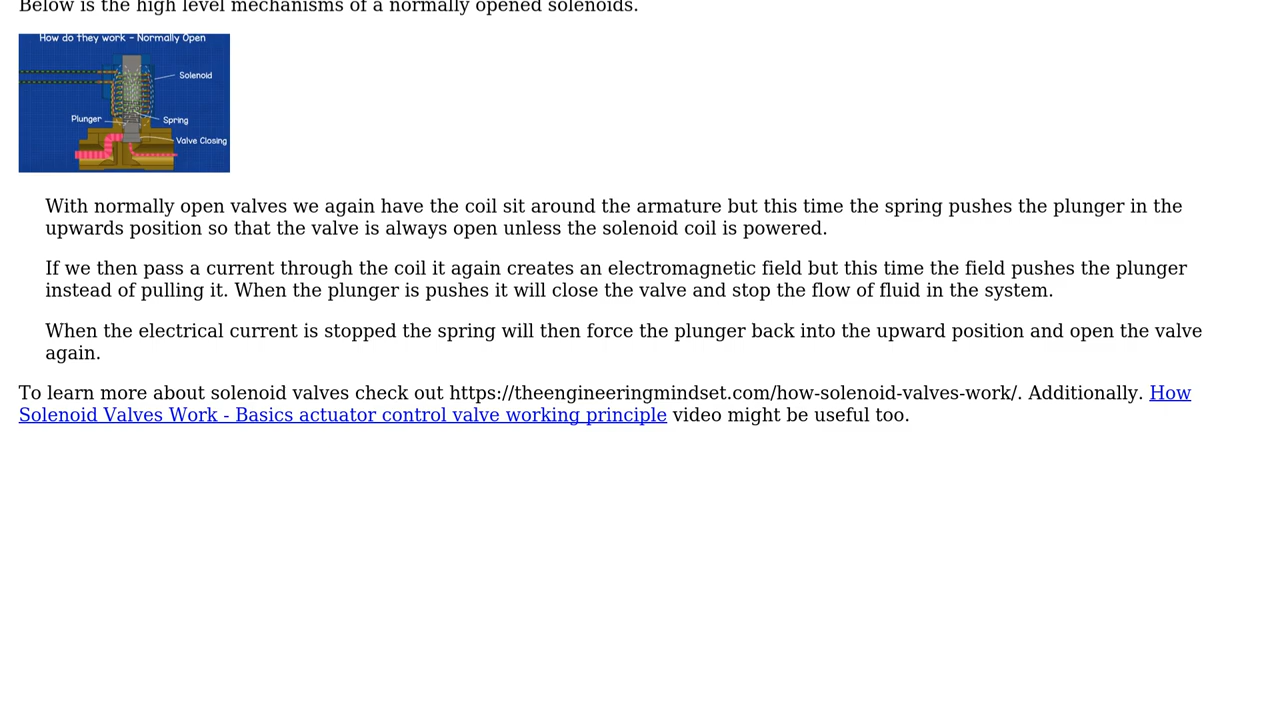 Below is the high level mechanisms of a normally opened solenoids.
How do they work - Normally Open
Solenoid
Plunger
Spring
Valve Closing
With normally open valves we again have the coil sit around the armature but this time the spring pushes the plunger in the
upwards position so that the valve is always open unless the solenoid coil is powered.
If we then pass a current through the coil it again creates an electromagnetic field but this time the field pushes the plunger
instead of pulling it. When the plunger is pushes it will close the valve and stop the flow of fluid in the system.
When the electrical current is stopped the spring will then force the plunger back into the upward position and open the valve
again.
To learn more about solenoid valves check out https://theengineeringmindset.com/how-solenoid-valves-work/. Additionally. How
Solenoid Valves Work - Basics actuator control valve working principle video might be useful too.